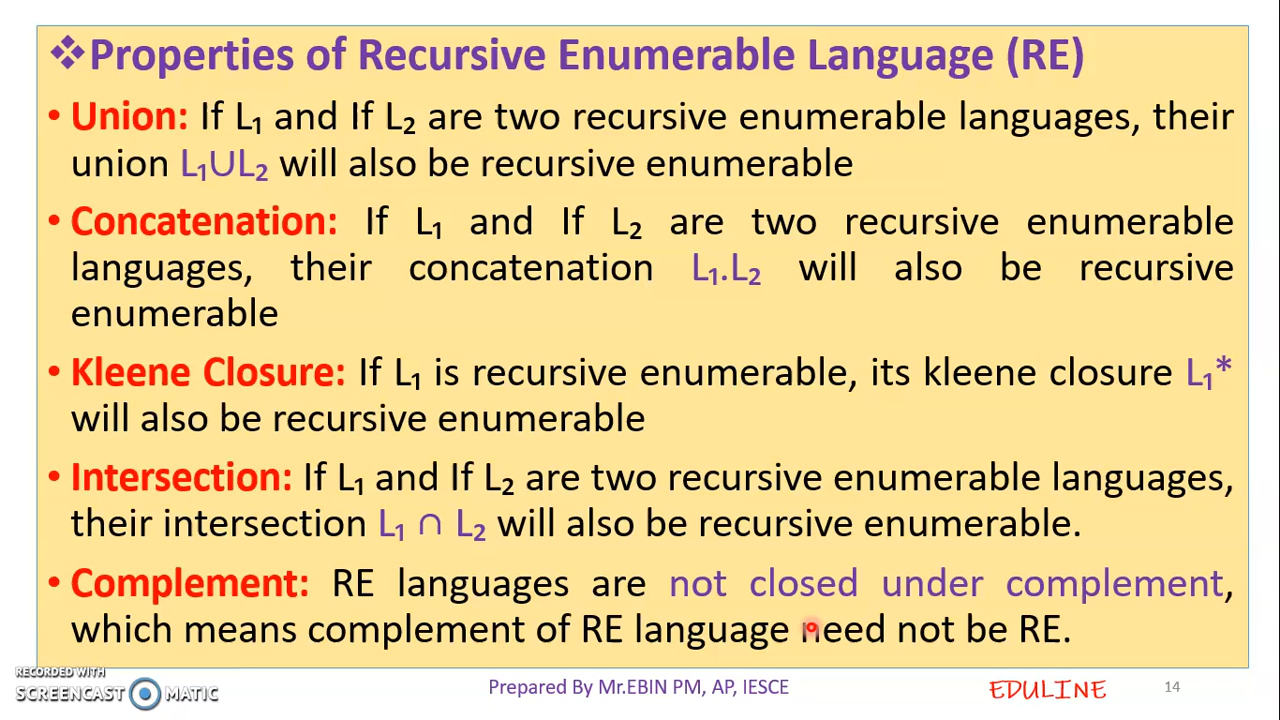 ❖Properties of Recursive Enumerable Language (RE)
• Union: If L₁ and If L₂ are two recursive enumerable languages, their
union L₁∪L₂ will also be recursive enumerable
• Concatenation: If L₁ and If L₂ are two recursive enumerable
languages, their concatenation L₁.L₂ will also be recursive
enumerable
• Kleene Closure: If L₁ is recursive enumerable, its kleene closure L₁*
will also be recursive enumerable
• Intersection: If L₁ and If L₂ are two recursive enumerable languages,
their intersection L₁ ∩ L₂ will also be recursive enumerable.
• Complement: RE languages are not closed under complement,
which means complement of RE language need not be RE.
RECORDED WITH
SCREENCAST MATIC
Prepared By Mr.EBIN PM, AP, IESCE
EDULINE
14